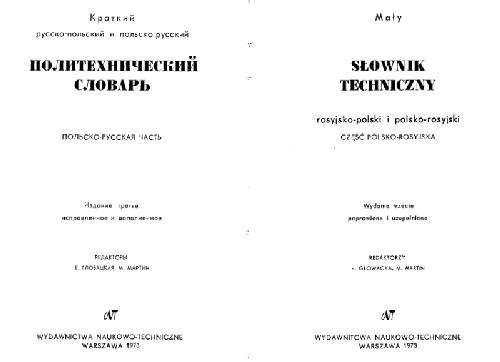 Краткий
русско-польский и польско-русский
ПОЛИТЕХНИЧЕСКИЙ
СЛОВАРЬ
ПОЛЬСКО-РУССКАЯ ЧАСТЬ
Издание третье
исправленное и дополненное
РЕДАКТОРЫ
М. МАРТИН
WYDAWNICTWA NAUKOWO-TECHNICZNE
WARSZAWA 1973
Mały
SŁOWNIK
TECHNICZNY
rosyjsko-polski i polsko-rosyjski
CZĘŚĆ POLSKO-ROSYJSKA
Wydanie trzecie
poprawione i uzupełnione
REDAKTORZY
GŁOWACKA, M. MARTIN
WYDAWNICTWA NAUKOWO-TECHNICZNE
WARSZAWA 1973